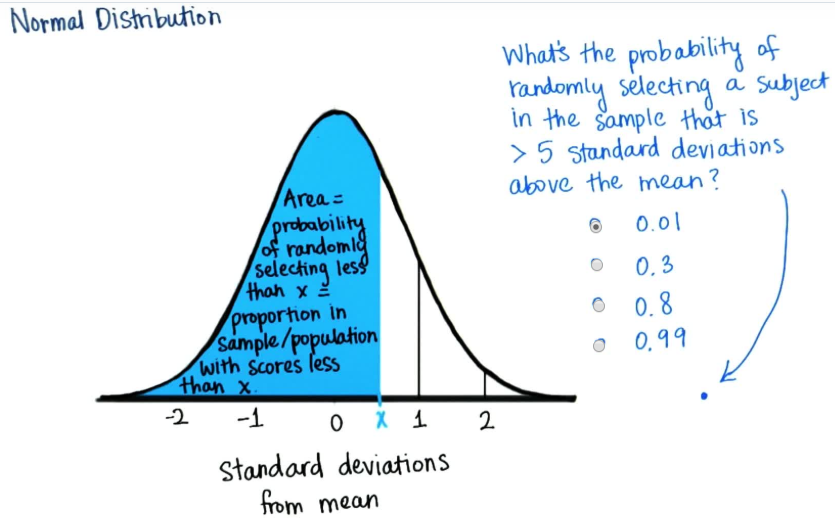 Normal Distribution
What's the probability of
randomly selecting a subject
in the sample that is
> 5 standard deviations
above the mean?
0.01
0.3
0.8
0.99
Area =
probability
of randomly
selecting less
than x =
proportion in
sample/population
with scores less
than x.
-2 -1 0 x 1 2
Standard deviations
from mean